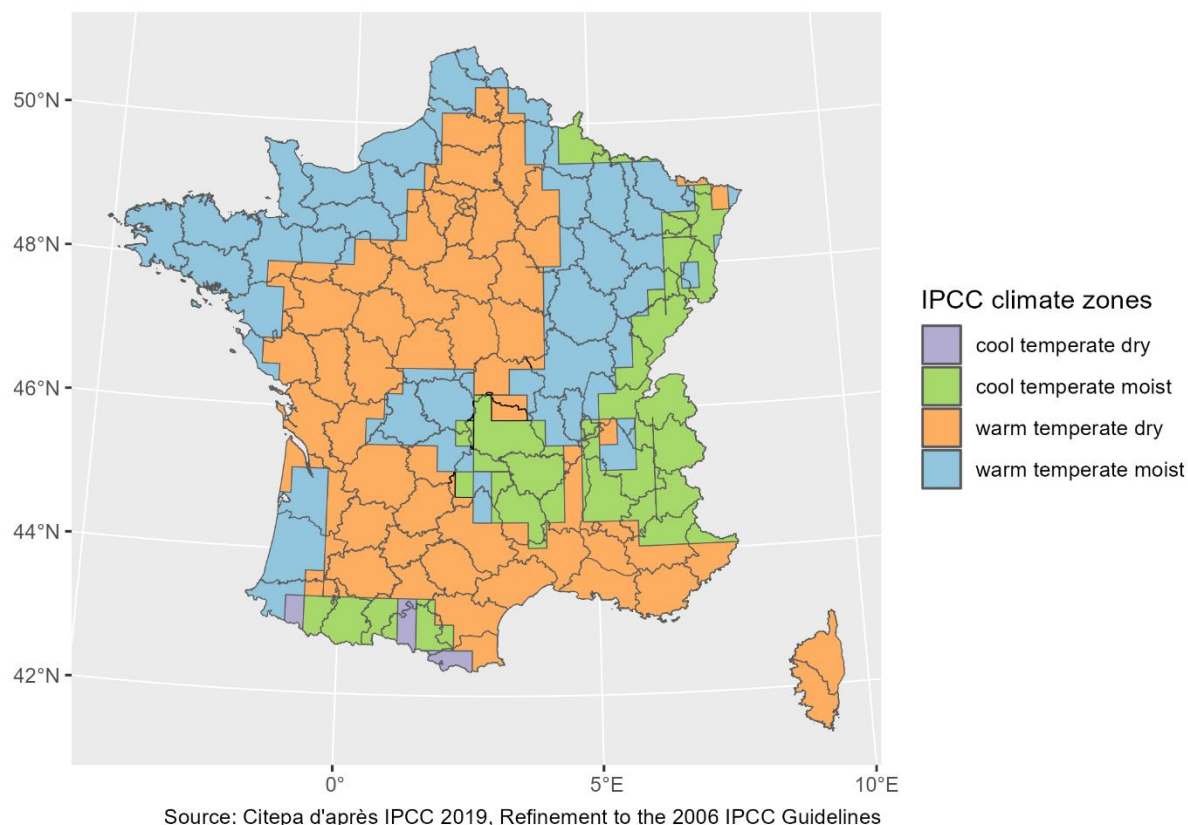 50°N
48°N
46°N
44°N
42°N
0°
5°E
10°E
IPCC climate zones
cool temperate dry
cool temperate moist
warm temperate dry
warm temperate moist
Source: Citepa d'après IPCC 2019, Refinement to the 2006 IPCC Guidelines